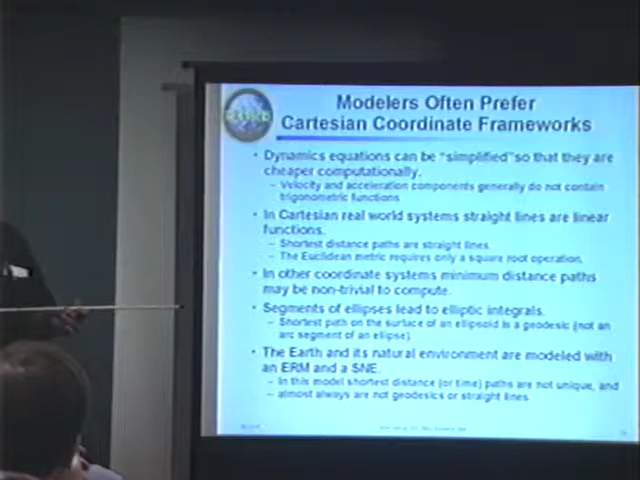 Modelers Often Prefer
Cartesian Coordinate Frameworks
• Dynamics equations can be "simplified"so that they are
cheaper computationally.
– Velocity and acceleration components generally do not contain
trigonometric functions
• In Cartesian real world systems straight lines are linear
functions.
– Shortest distance paths are straight lines.
– The Euclidean metric requires only a square root operation.
• In other coordinate systems minimum distance paths
may be non-trivial to compute.
• Segments of ellipses lead to elliptic integrals.
– Shortest path on the surface of an ellipsoid is a geodesic (not an
arc segment of an ellipse)
• The Earth and its natural environment are modeled with
an ERM and a SNE.
– In this model shortest distance (or time) paths are not unique, and
– almost always are not geodesics or straight lines